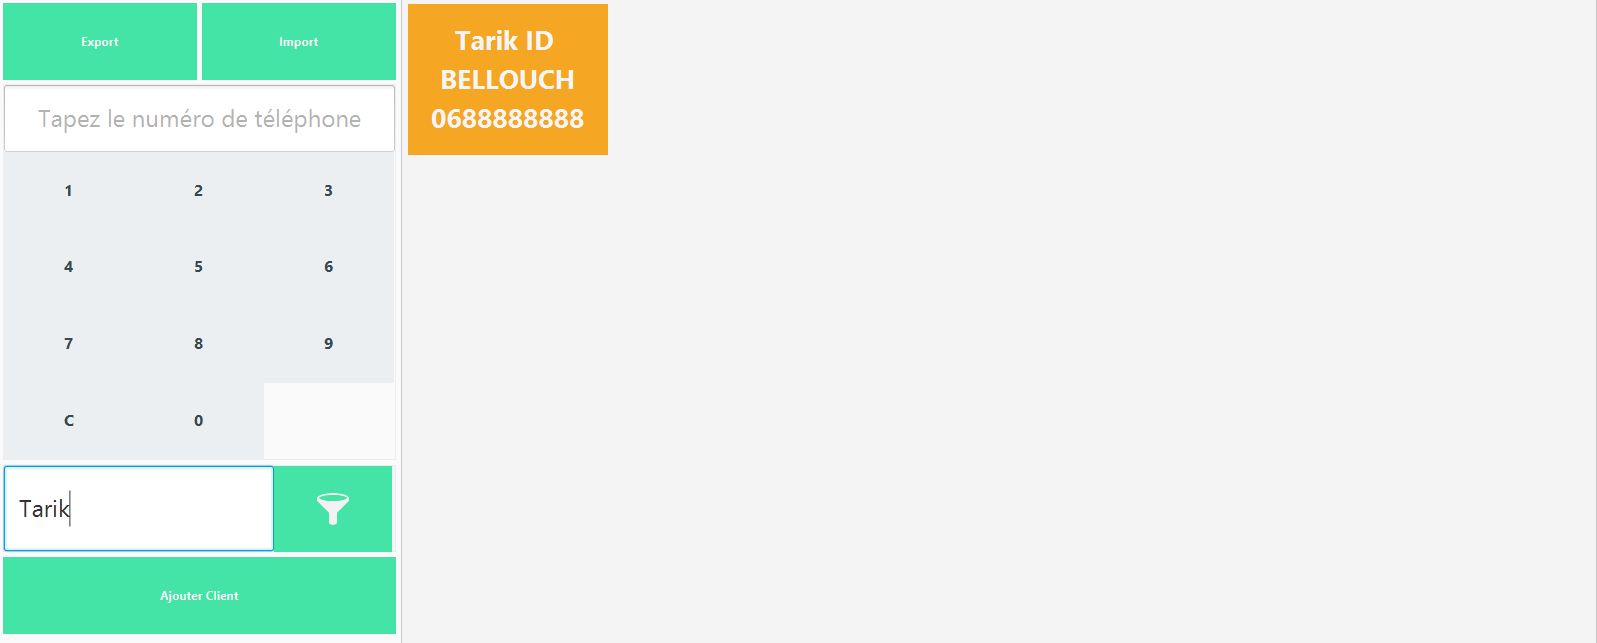 Export
Import
Tapez le numéro de téléphone
1 2 3
4 5 6
7 8 9
C 0
Tarik
Ajouter Client
Tarik ID
BELLOUCH
0688888888